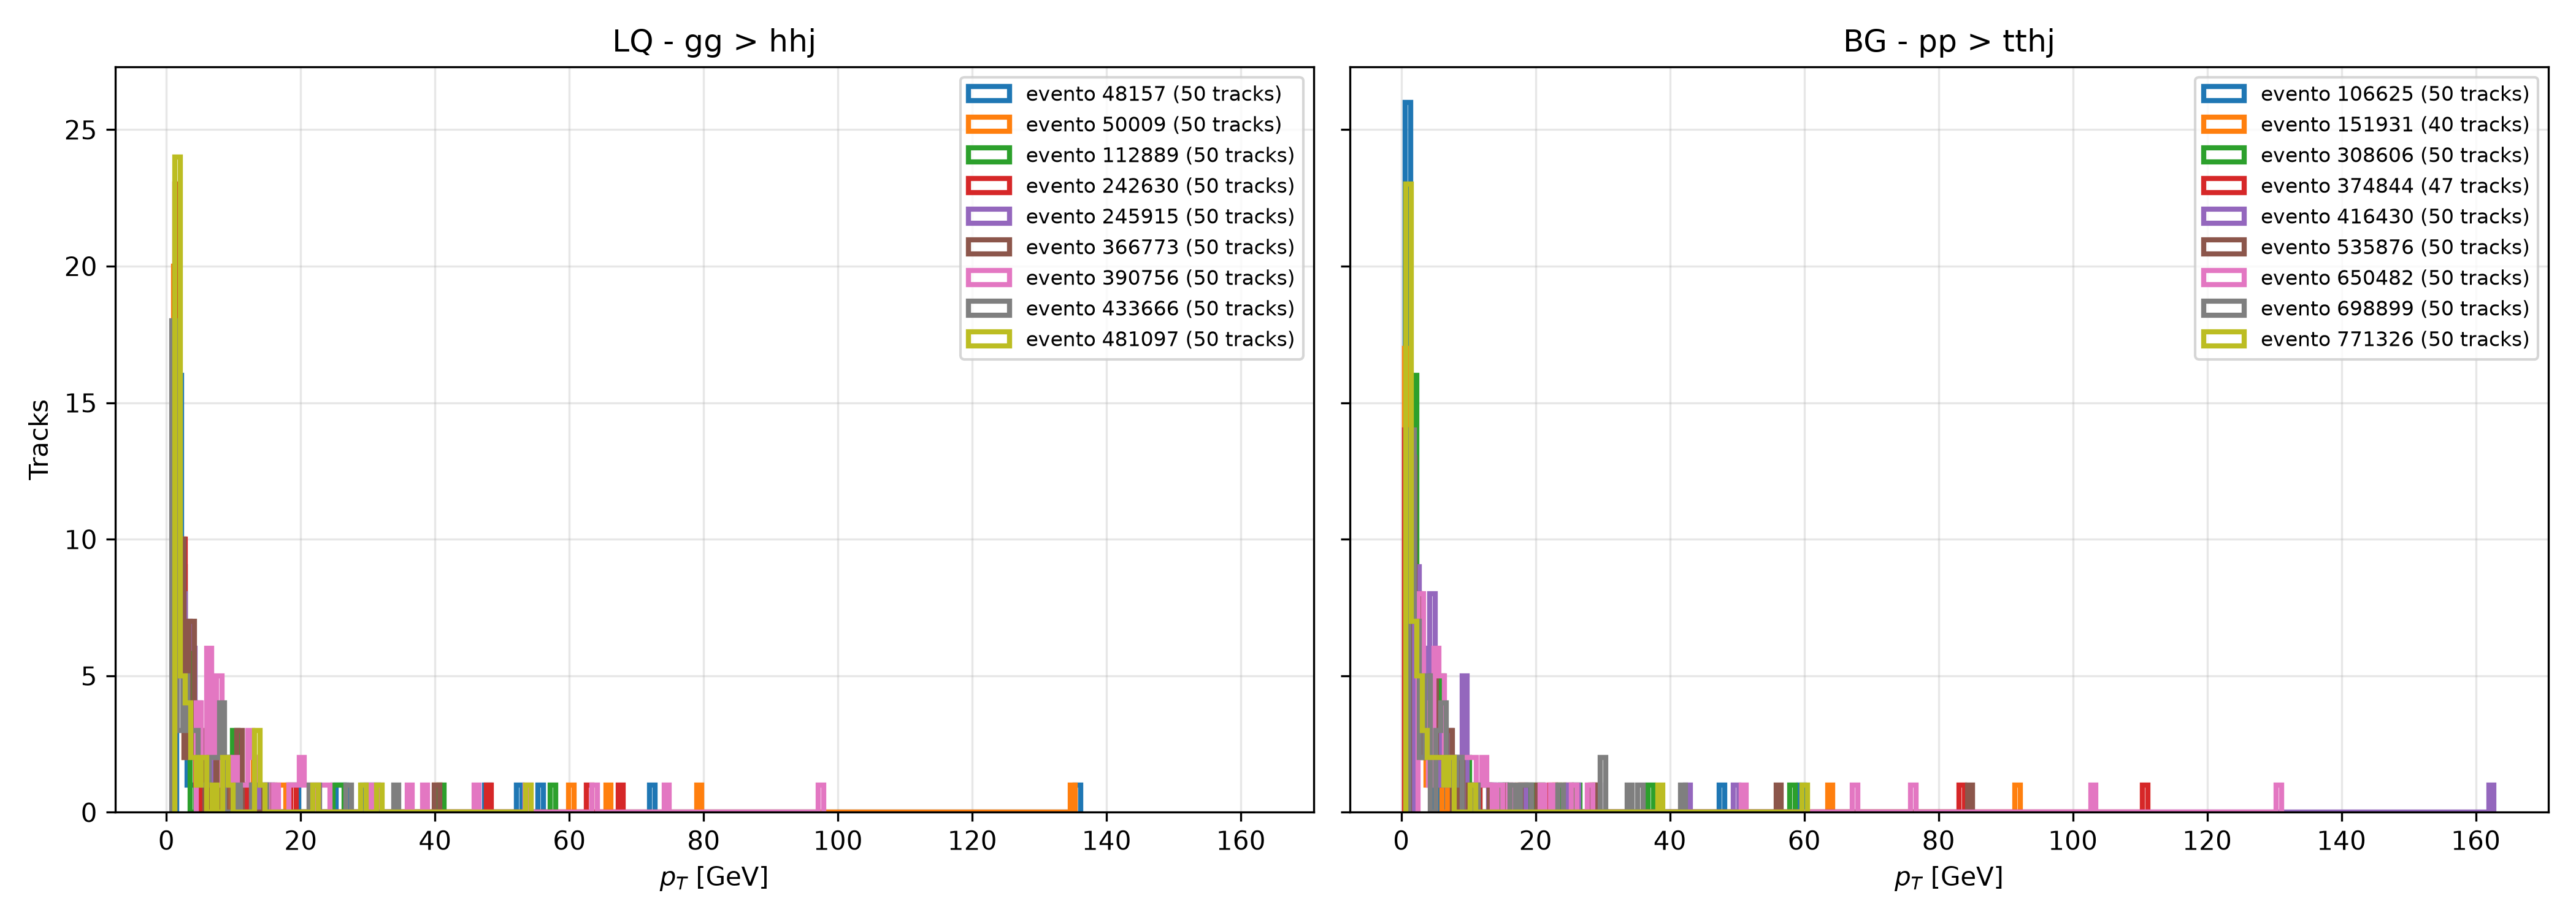 LQ - gg > hhj
25
20
15
10
5
0
Tracks
0 20 40 60 80 100 120 140 160
p_T [GeV]
evento 48157 (50 tracks)
evento 50009 (50 tracks)
evento 112889 (50 tracks)
evento 242630 (50 tracks)
evento 245915 (50 tracks)
evento 366773 (50 tracks)
evento 390756 (50 tracks)
evento 433666 (50 tracks)
evento 481097 (50 tracks)
BG - pp > tthj
evento 106625 (50 tracks)
evento 151931 (40 tracks)
evento 308606 (50 tracks)
evento 374844 (47 tracks)
evento 416430 (50 tracks)
evento 535876 (50 tracks)
evento 650482 (50 tracks)
evento 698899 (50 tracks)
evento 771326 (50 tracks)
0 20 40 60 80 100 120 140 160
p_T [GeV]